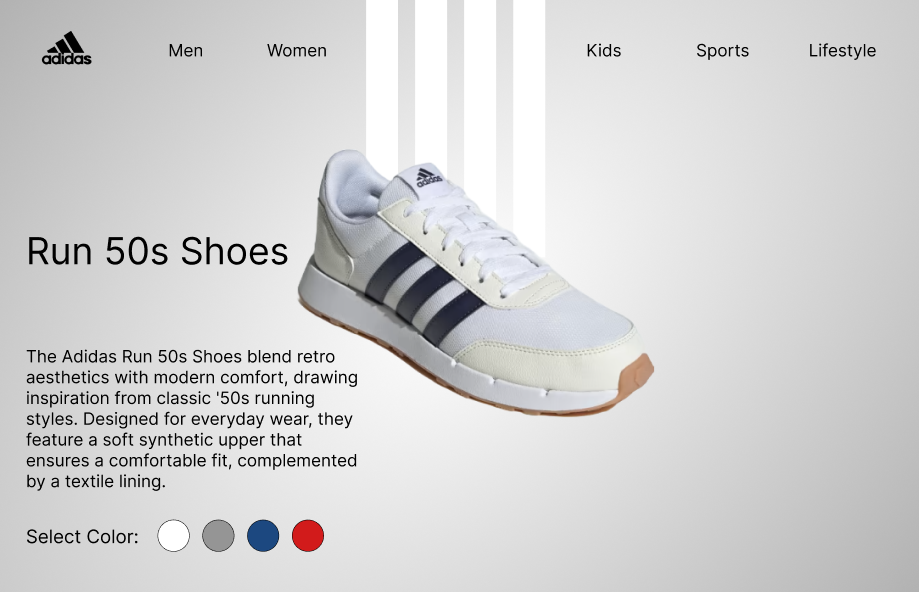 adidas
Men
Women
Kids
Sports
Lifestyle
adidas
Run 50s Shoes
The Adidas Run 50s Shoes blend retro
aesthetics with modern comfort, drawing
inspiration from classic '50s running
styles. Designed for everyday wear, they
feature a soft synthetic upper that
ensures a comfortable fit, complemented
by a textile lining.
Select Color: